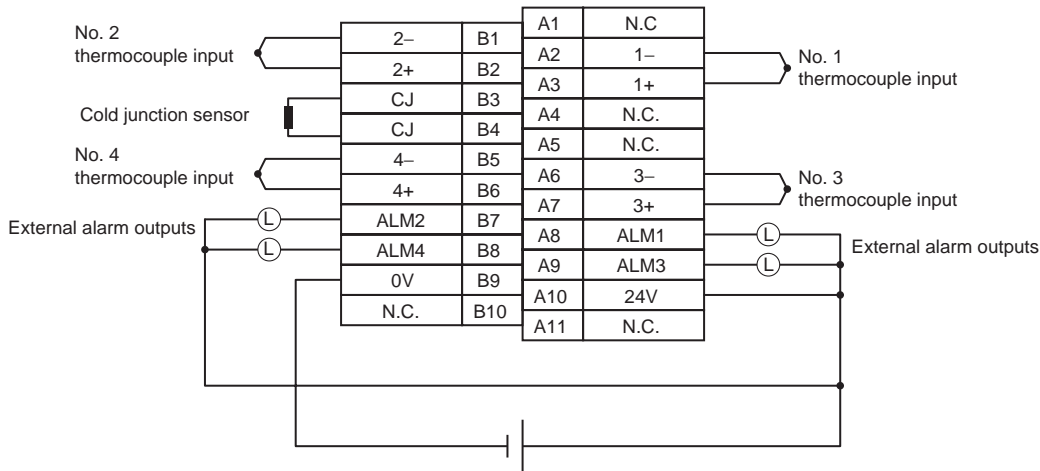 No. 2
thermocouple input
Cold junction sensor
No. 4
thermocouple input
External alarm outputs
L
L
2– B1
2+ B2
CJ B3
CJ B4
4– B5
4+ B6
ALM2 B7
ALM4 B8
0V B9
N.C. B10
A1 N.C
A2 1–
A3 1+
A4 N.C.
A5 N.C.
A6 3–
A7 3+
A8 ALM1
A9 ALM3
A10 24V
A11 N.C.
No. 1
thermocouple input
No. 3
thermocouple input
L
L
External alarm outputs